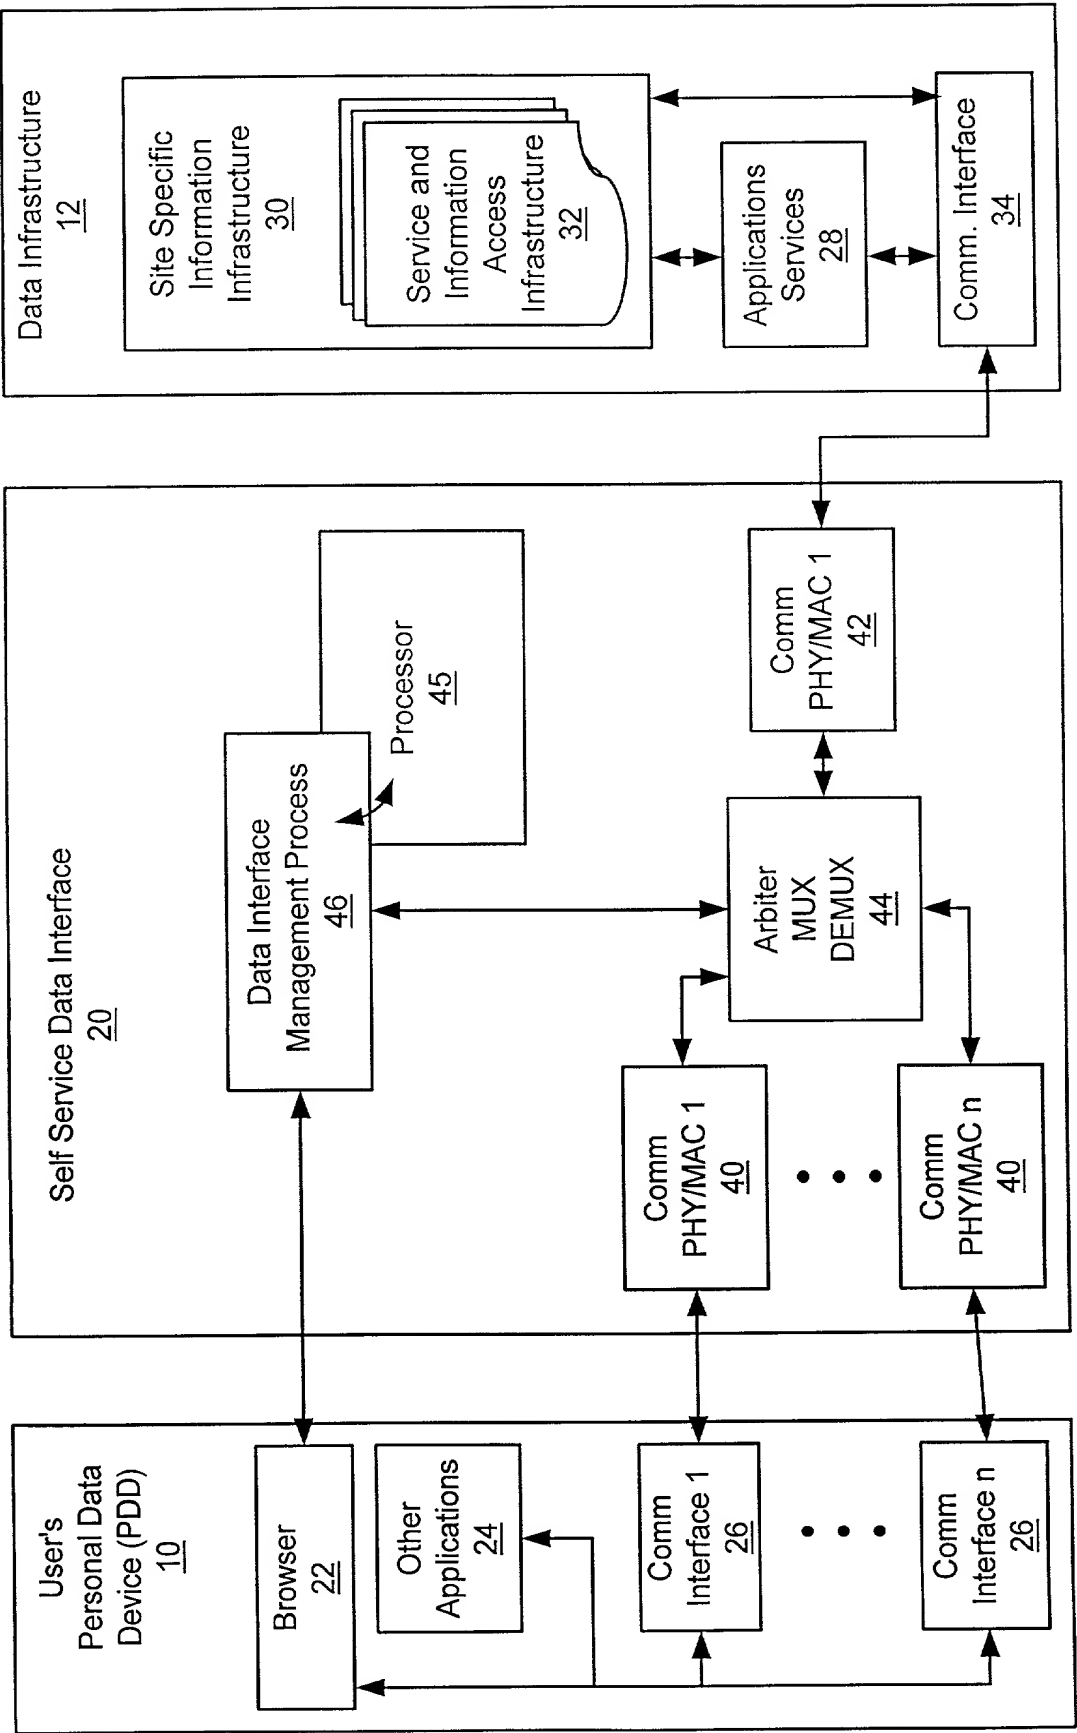 User's
Personal Data
Device (PDD)
10
Browser
22
Other
Applications
24
Comm
Interface 1
26
Comm
Interface n
26
Self Service Data Interface
20
Data Interface
Management Process
46
Processor
45
Comm
PHY/MAC 1
40
Comm
PHY/MAC n
40
Arbiter
MUX
DEMUX
44
Comm
PHY/MAC 1
42
Data Infrastructure
12
Site Specific
Information
Infrastructure
30
Service and
Information
Access
Infrastructure
32
Applications
Services
28
Comm. Interface
34